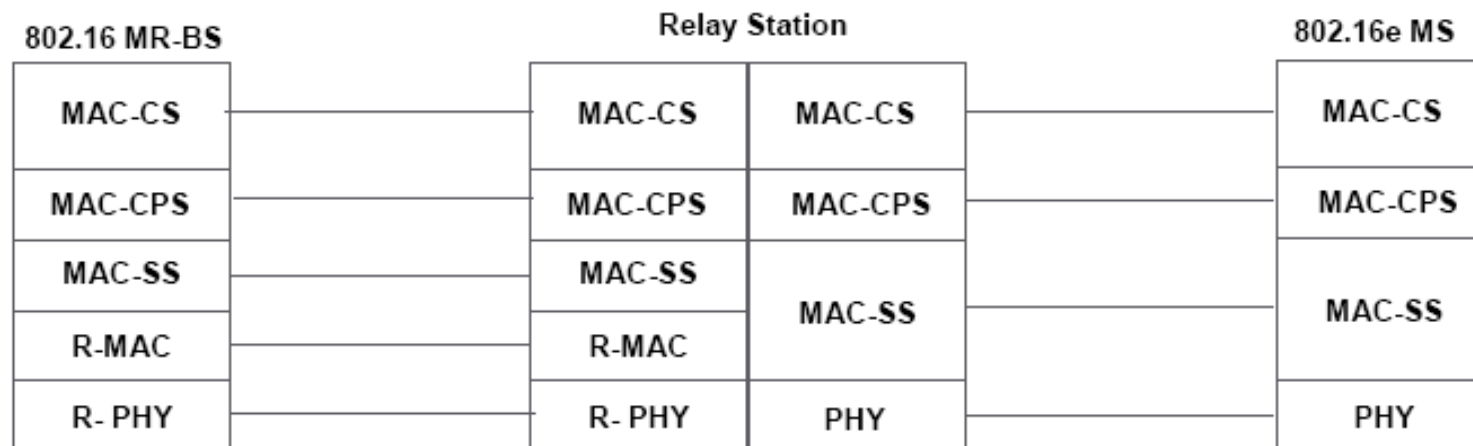 802.16 MR-BS
Relay Station
802.16e MS
MAC-CS
MAC-CS
MAC-CS
MAC-CS
MAC-CPS
MAC-CPS
MAC-CPS
MAC-CPS
MAC-SS
MAC-SS
MAC-SS
MAC-SS
R-MAC
R-MAC
R- PHY
R- PHY
PHY
PHY